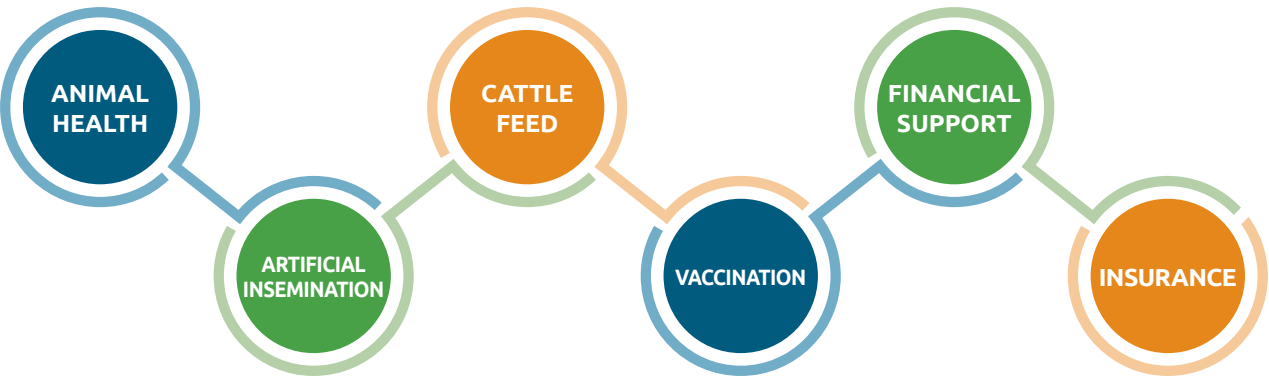 ANIMAL
HEALTH
ARTIFICIAL
INSEMINATION
CATTLE
FEED
VACCINATION
FINANCIAL
SUPPORT
INSURANCE